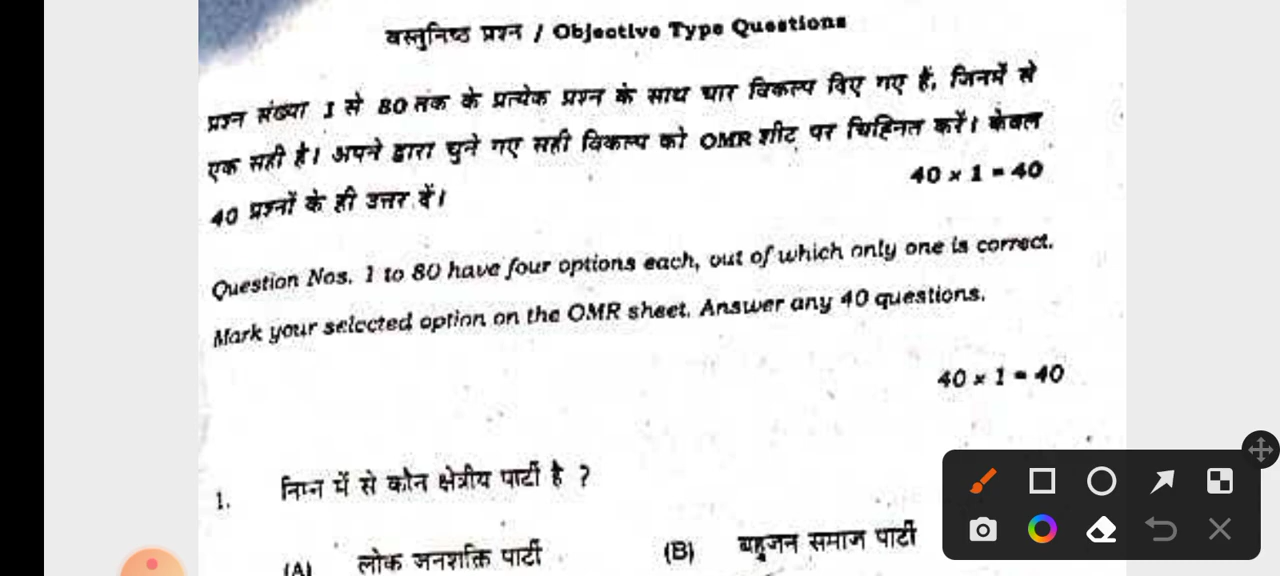 वस्तुनिष्ठ प्रश्न / Objective Type Questions
प्रश्न संख्या 1 से 80 तक के प्रत्येक प्रश्न के साथ चार विकल्प दिए गए हैं, जिनमें से
एक सही है। अपने द्वारा चुने गए सही विकल्प को OMR शीट पर चिह्नित करें। केवल
40 प्रश्नों के ही उत्तर दें।
40 × 1 = 40
Question Nos. 1 to 80 have four options each, out of which only one is correct.
Mark your selected option on the OMR sheet. Answer any 40 questions.
40 × 1 = 40
1. निम्न में से कौन क्षेत्रीय पार्टी है ?
(A) लोक जनशक्ति पार्टी (B) बहुजन समाज पार्टी